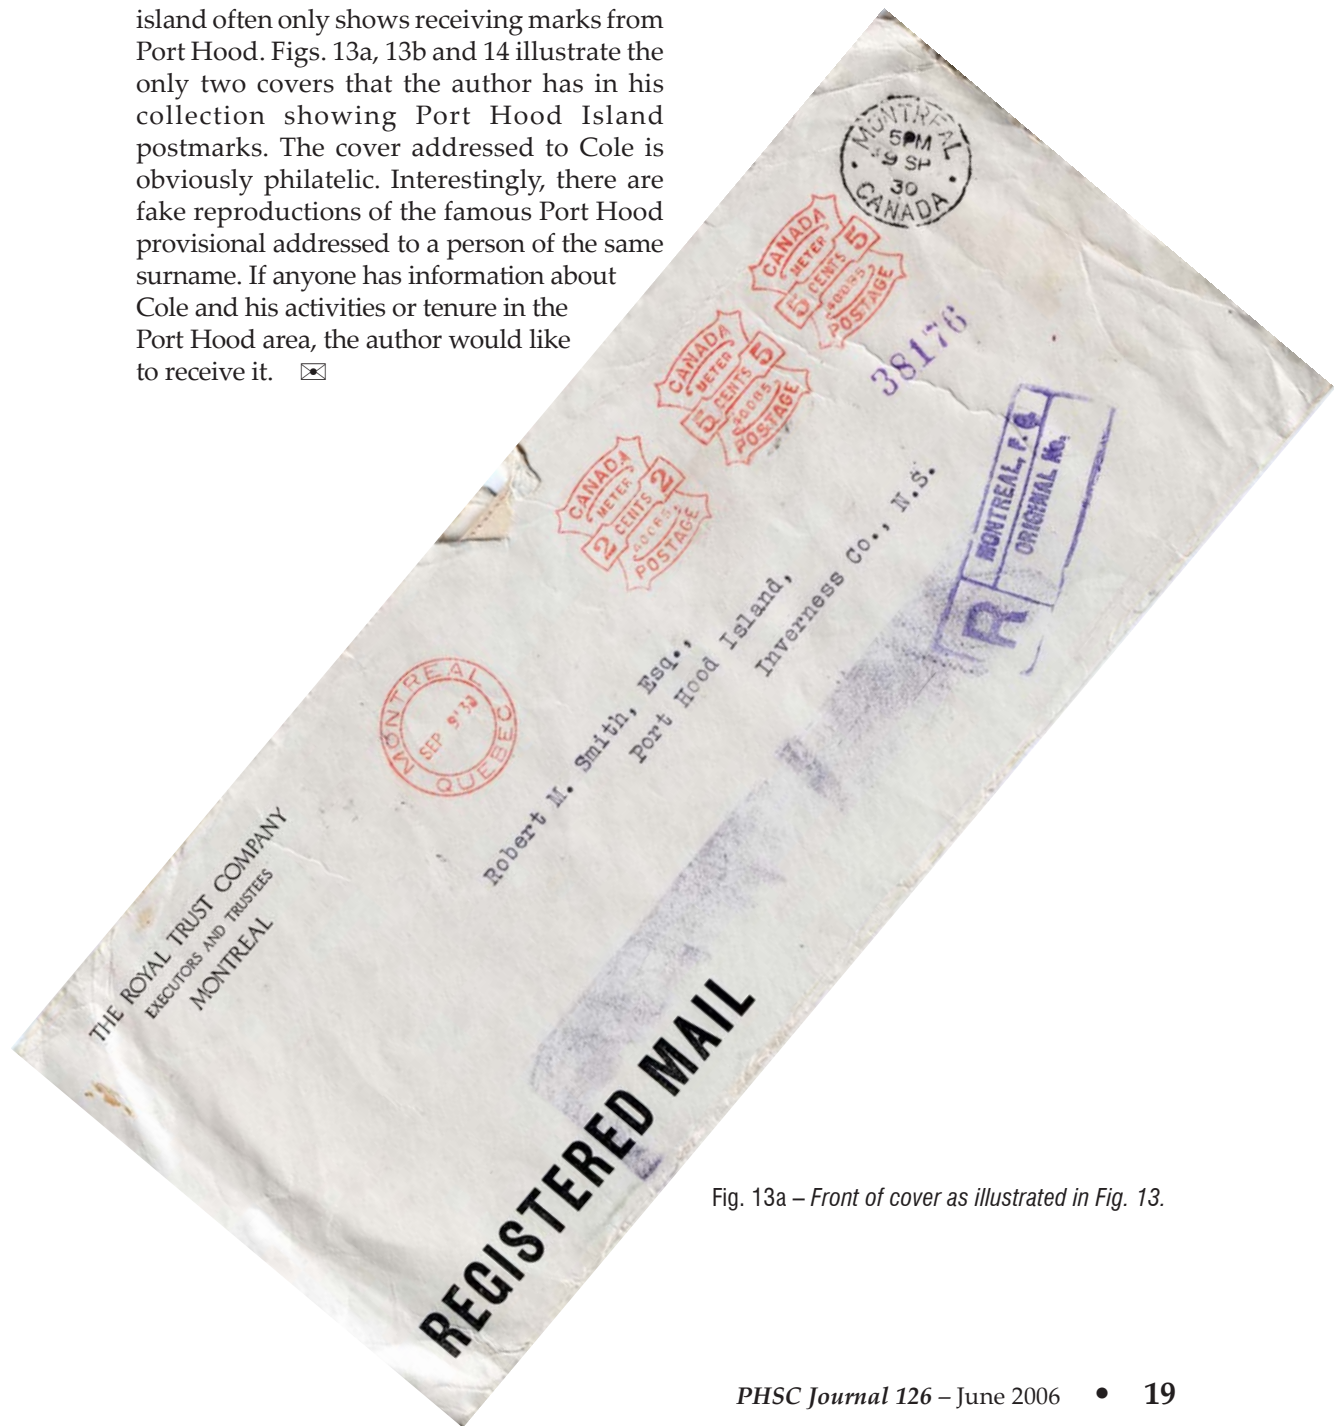 island often only shows receiving marks from
Port Hood. Figs. 13a, 13b and 14 illustrate the
only two covers that the author has in his
collection showing Port Hood Island
postmarks. The cover addressed to Cole is
obviously philatelic. Interestingly, there are
fake reproductions of the famous Port Hood
provisional addressed to a person of the same
surname. If anyone has information about
Cole and his activities or tenure in the
Port Hood area, the author would like
to receive it. ✉
MONTREAL
5PM
9 SP
30
CANADA
CANADA
METER
5 CENTS 5
40085
POSTAGE
CANADA
METER
5 CENTS 5
40085
POSTAGE
CANADA
METER
2 CENTS 2
POSTAGE
38176
R
MONTREAL, P. Q.
ORIGINAL No.
MONTREAL
SEP 9'30
QUEBEC
Robert M. Smith, Esq.,
Port Hood Island,
Inverness Co., N.S.
THE ROYAL TRUST COMPANY
EXECUTORS AND TRUSTEES
MONTREAL
REGISTERED MAIL
Fig. 13a – Front of cover as illustrated in Fig. 13.
PHSC Journal 126 – June 2006 • 19